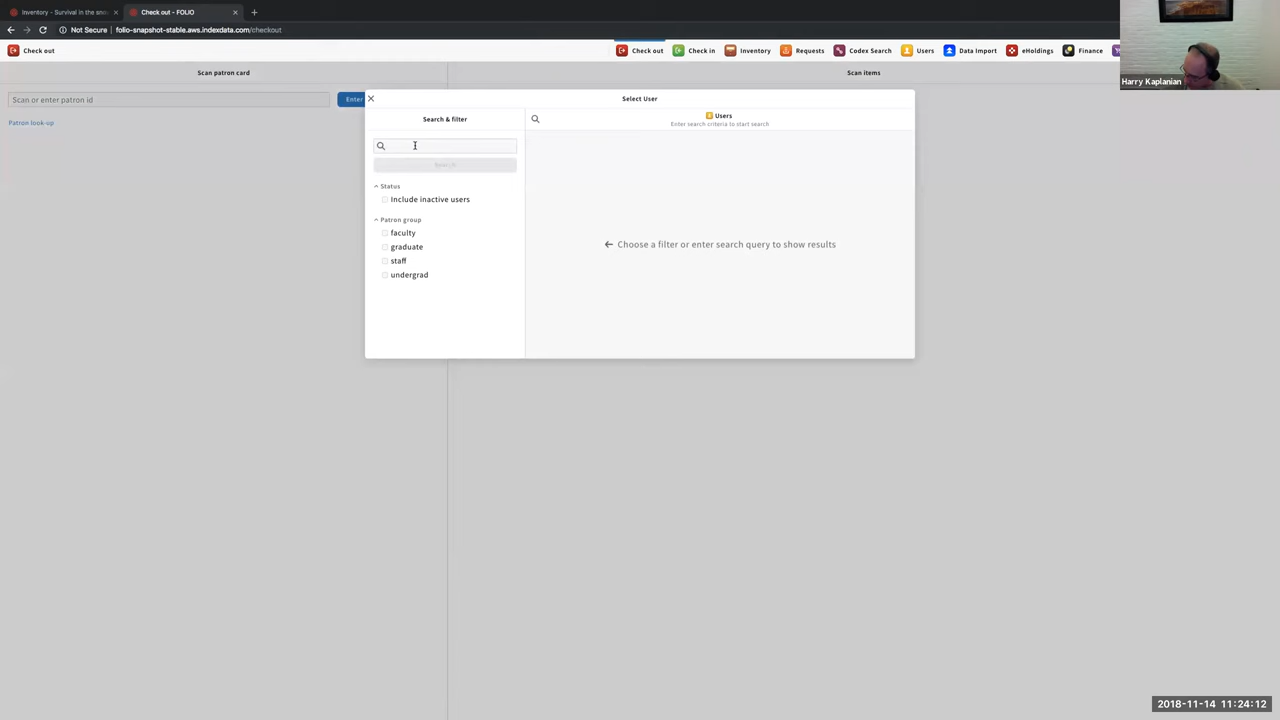 Inventory - Survival in the sno
Check out - FOLIO
Not Secure
folio-snapshot-stable.aws.indexdata.com/checkout
Check out
Check out
Check in
Inventory
Requests
Codex Search
Users
Data Import
eHoldings
Finance
Harry Kaplanian
Scan patron card
Scan items
Scan or enter patron id
Enter
Patron look-up
Select User
Search & filter
Users
Enter search criteria to start search
Search
Status
Include inactive users
Patron group
faculty
graduate
staff
undergrad
Choose a filter or enter search query to show results
2018-11-14 11:24:12